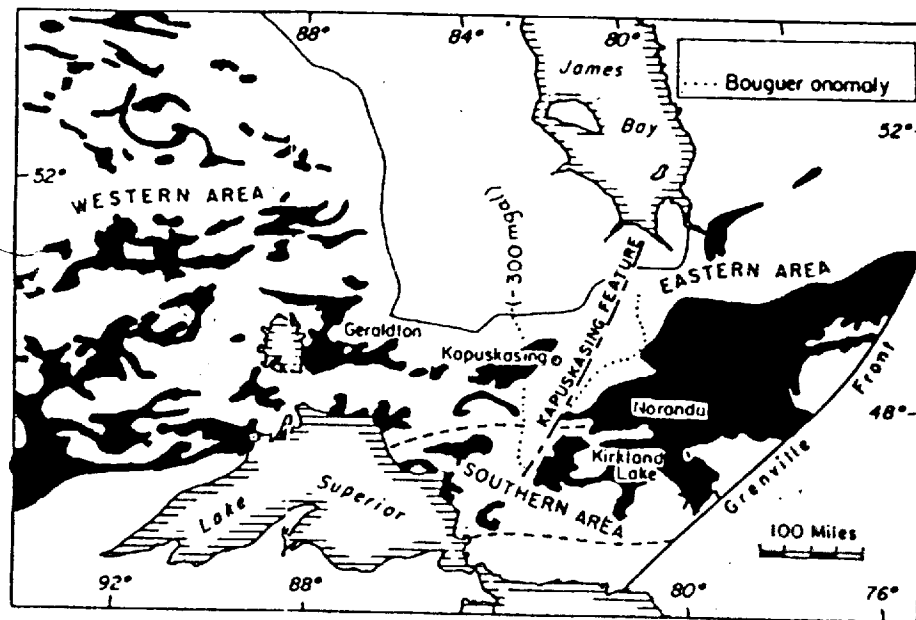 88°
84°
80°
James
Bay
Bouguer anomaly
52°
52°
WESTERN AREA
(-300 mgal)
EASTERN AREA
KAPUSKASING FEATURE
Geraldton
Kapuskasing
Noranda
48°
Kirkland
Lake
Grenville Front
SOUTHERN AREA
Lake Superior
100 Miles
92°
88°
80°
76°